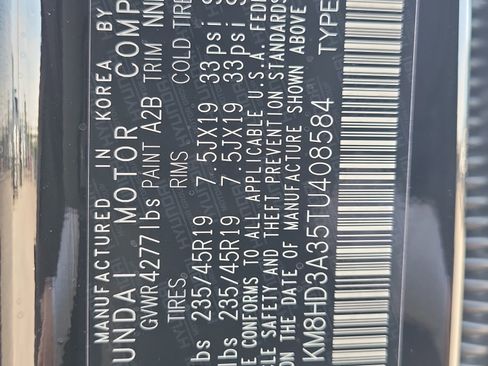 MANUFACTURED IN KOREA BY
UNDAI MOTOR COMP
GVWR 4277lbs PAINT A2B TRIM NN
TIRES RIMS COLD TIRE
lbs 235/45R19 7.5JX19 33psi S
lbs 235/45R19 7.5JX19 33psi S
E CONFORMS TO ALL APPLICABLE U.S.A. FEDE
CLE SAFETY AND THEFT PREVENTION STANDARDS
ON THE DATE OF MANUFACTURE SHOWN ABOVE
KM8HD3A35TU408584 TYPE